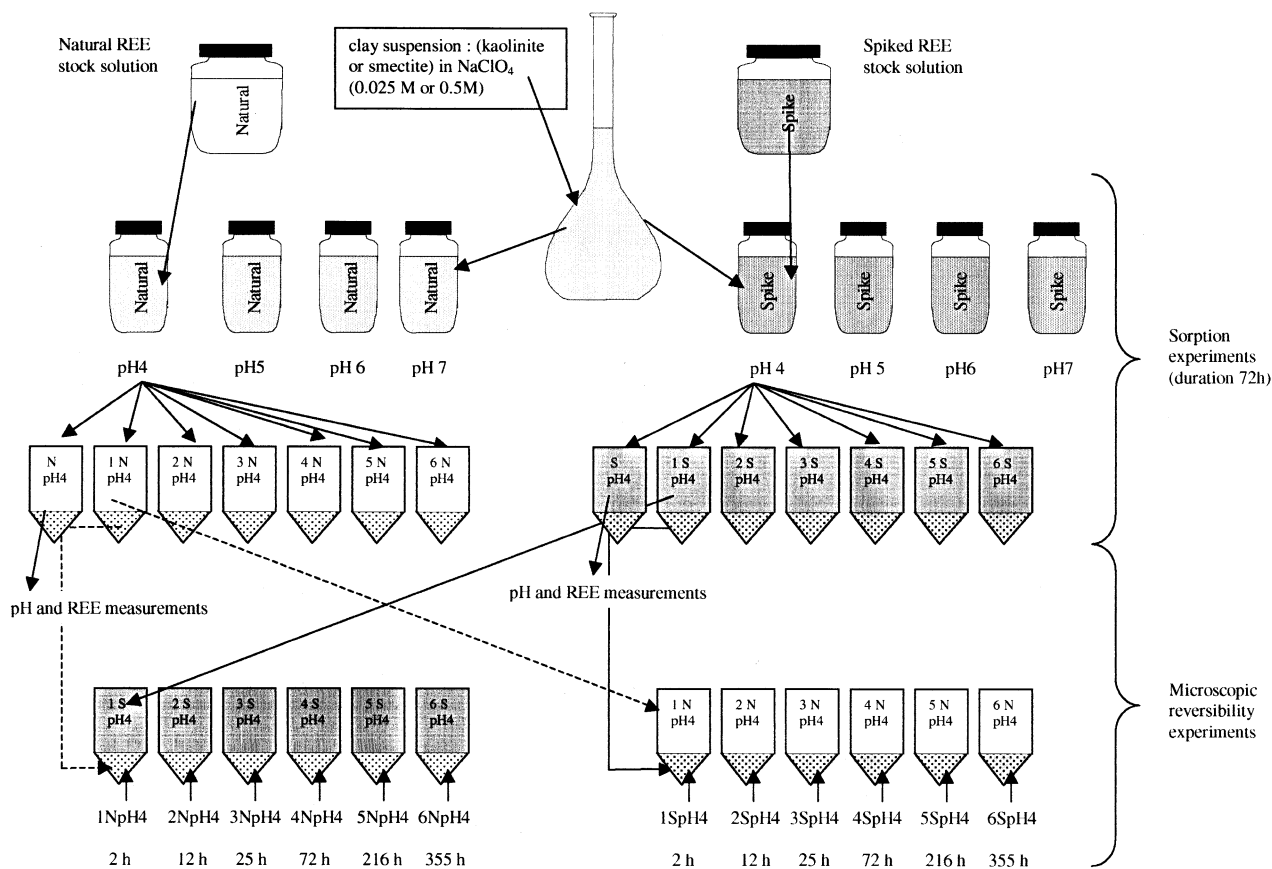 Natural REE
stock solution
clay suspension : (kaolinite
or smectite) in NaClO4
(0.025 M or 0.5M)
Spiked REE
stock solution
Natural
Spike
Natural
Natural
Natural
Natural
Spike
Spike
Spike
Spike
pH4
pH5
pH 6
pH 7
pH 4
pH 5
pH6
pH7
Sorption
experiments
(duration 72h)
N
pH4
1 N
pH4
2 N
pH4
3 N
pH4
4 N
pH4
5 N
pH4
6 N
pH4
S
pH4
1 S
pH4
2 S
pH4
3 S
pH4
4 S
pH4
5 S
pH4
6 S
pH4
pH and REE measurements
pH and REE measurements
1 S
pH4
2 S
pH4
3 S
pH4
4 S
pH4
5 S
pH4
6 S
pH4
1 N
pH4
2 N
pH4
3 N
pH4
4 N
pH4
5 N
pH4
6 N
pH4
Microscopic
reversibility
experiments
1NpH4 2NpH4 3NpH4 4NpH4 5NpH4 6NpH4
1SpH4 2SpH4 3SpH4 4SpH4 5SpH4 6SpH4
2 h 12 h 25 h 72 h 216 h 355 h
2 h 12 h 25 h 72 h 216 h 355 h